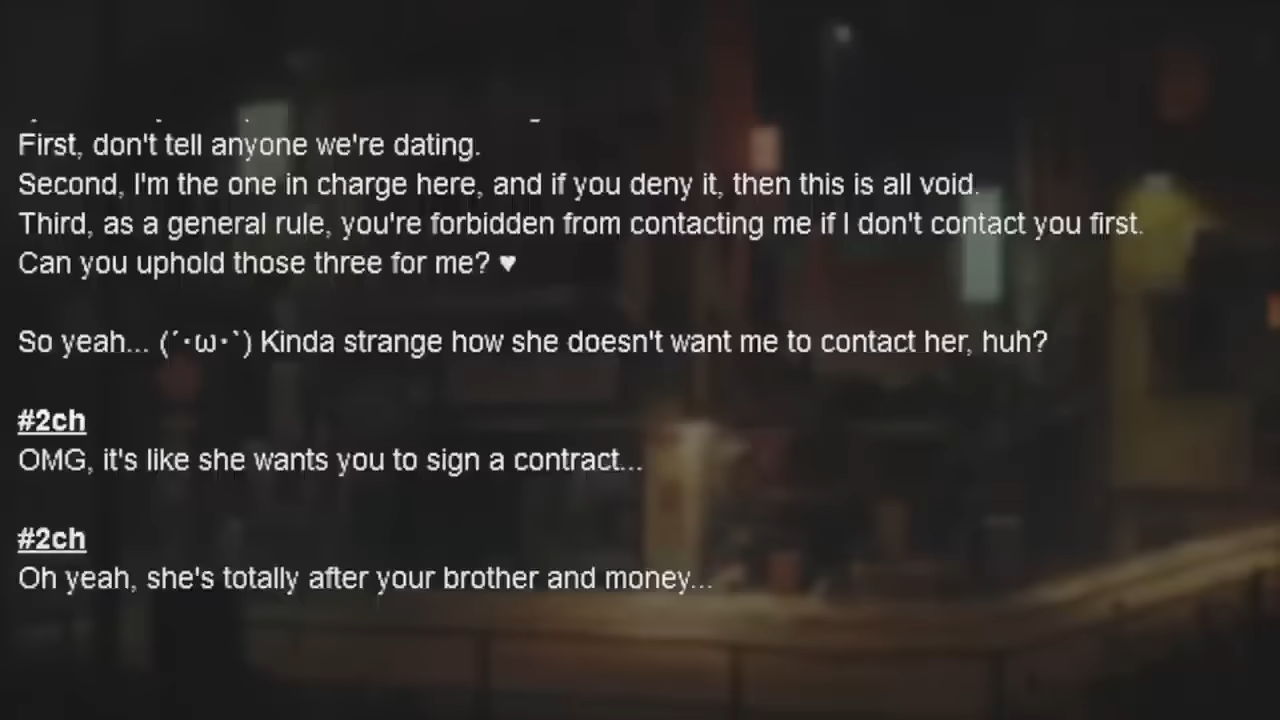 First, don't tell anyone we're dating.
Second, I'm the one in charge here, and if you deny it, then this is all void.
Third, as a general rule, you're forbidden from contacting me if I don't contact you first.
Can you uphold those three for me? ♥
So yeah... (´･ω･`) Kinda strange how she doesn't want me to contact her, huh?
#2ch
OMG, it's like she wants you to sign a contract...
#2ch
Oh yeah, she's totally after your brother and money...